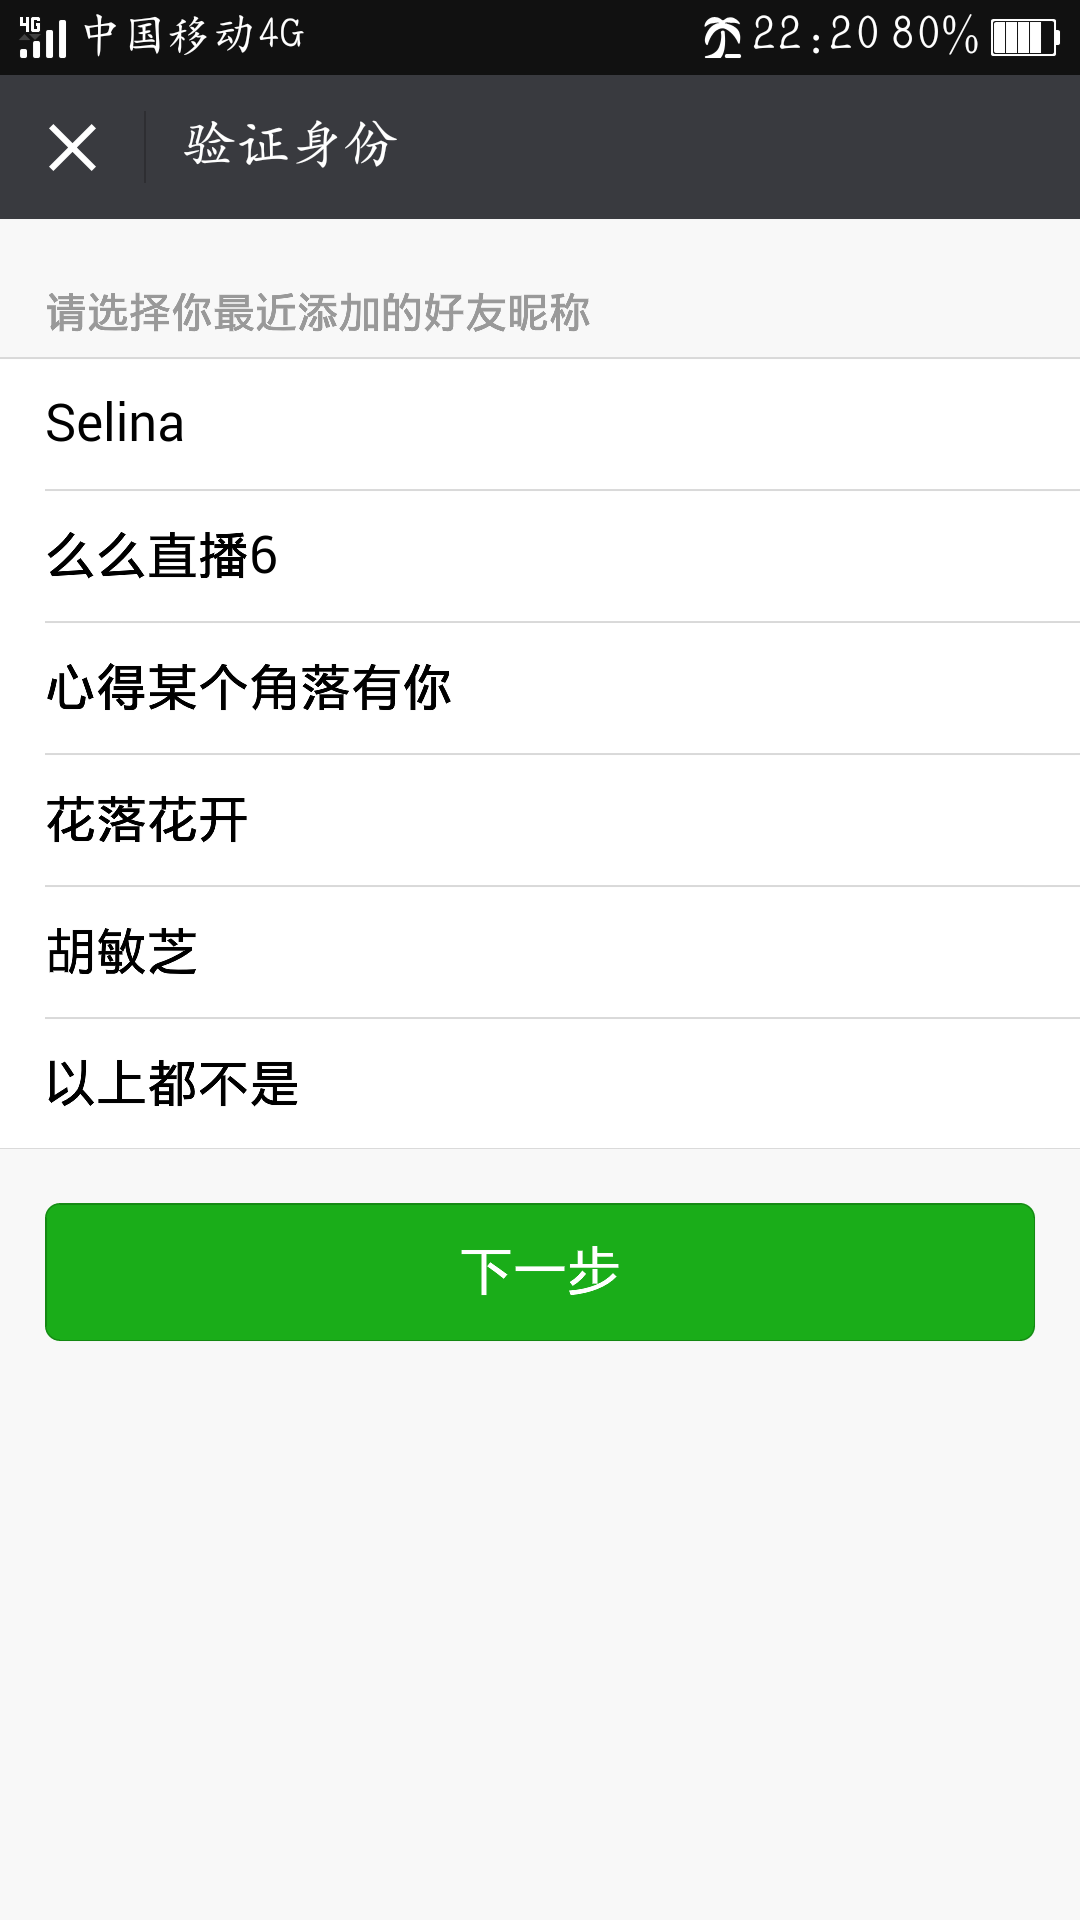 4G 中国移动4G 22:20 80%
验证身份
请选择你最近添加的好友昵称
Selina
么么直播6
心得某个角落有你
花落花开
胡敏芝
以上都不是
下一步